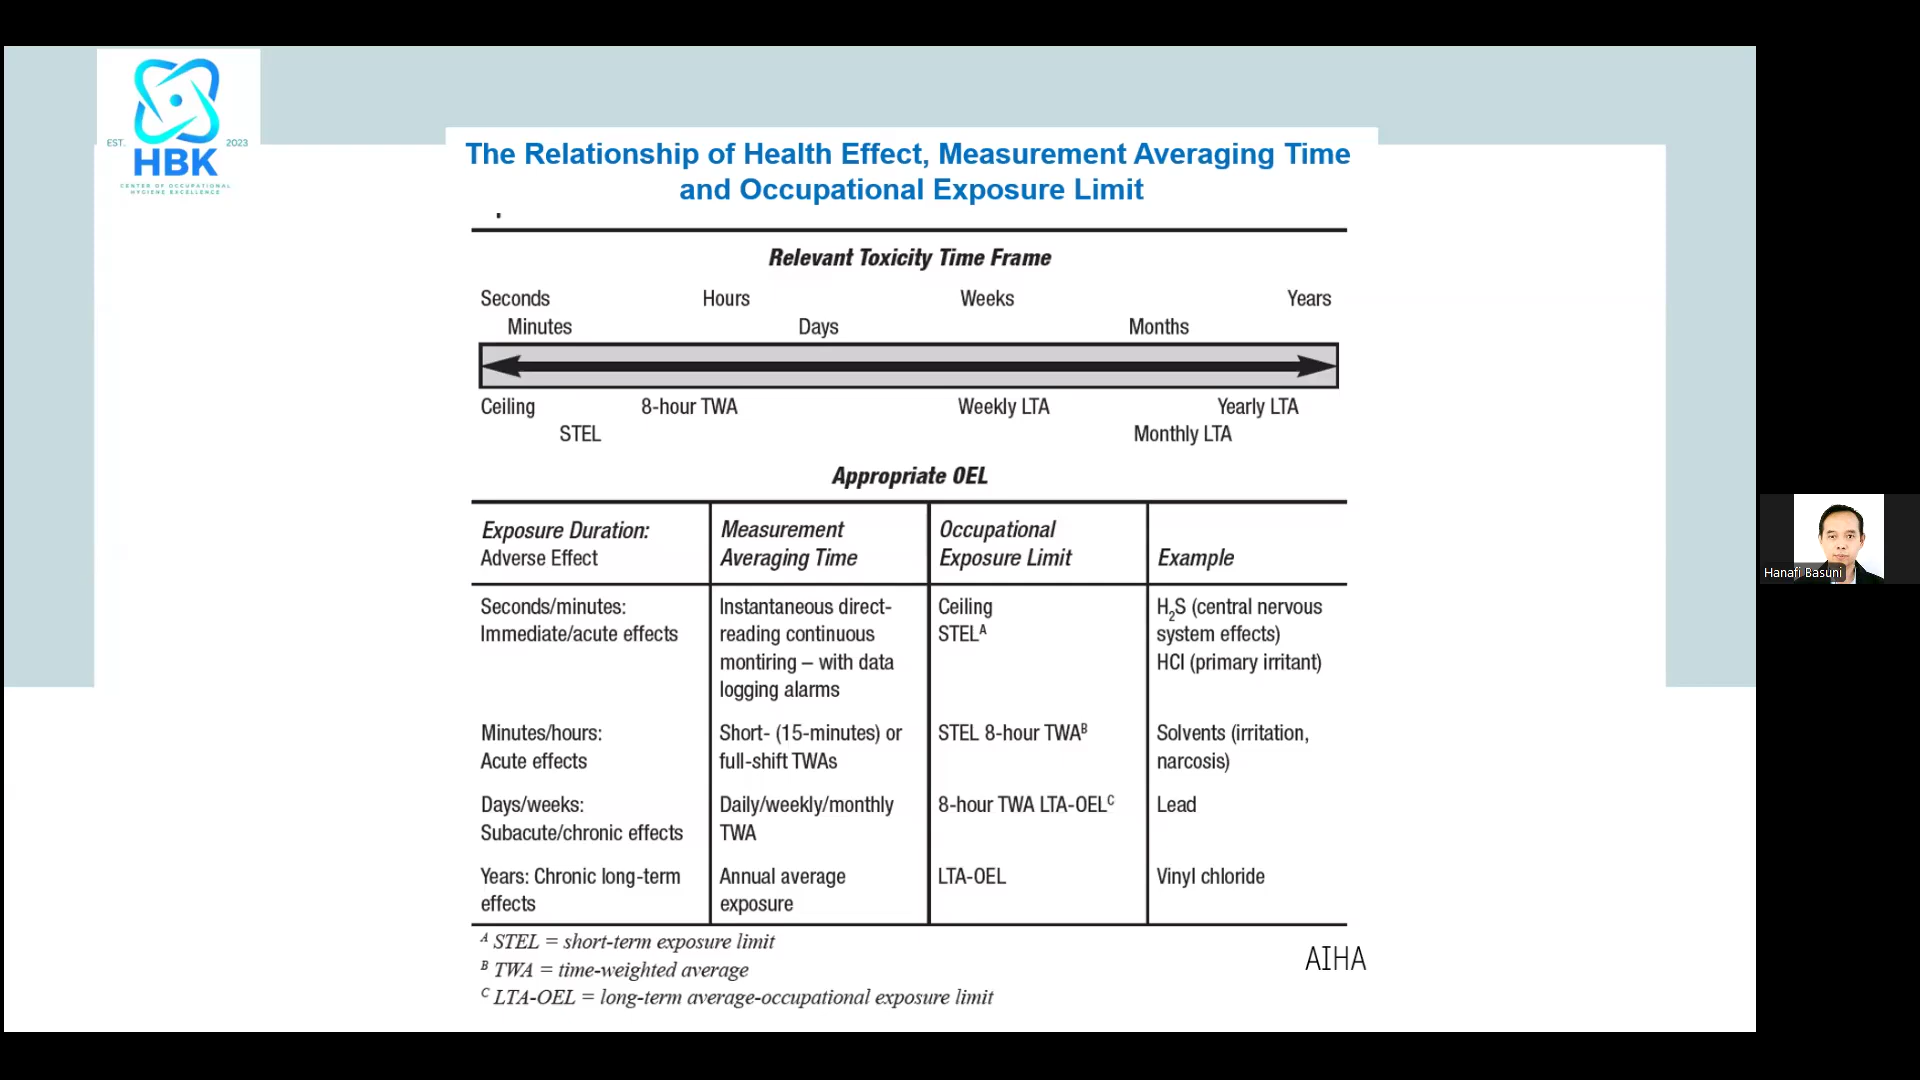 EST. 2023
HBK
CENTER OF OCCUPATIONAL
HYGIENE EXCELLENCE
The Relationship of Health Effect, Measurement Averaging Time
and Occupational Exposure Limit
Relevant Toxicity Time Frame
Seconds Hours Weeks Years
Minutes Days Months
Ceiling 8-hour TWA Weekly LTA Yearly LTA
STEL Monthly LTA
Appropriate OEL
Exposure Duration:
Adverse Effect
Measurement
Averaging Time
Occupational
Exposure Limit
Example
Seconds/minutes:
Immediate/acute effects
Instantaneous direct-
reading continuous
montiring – with data
logging alarms
Ceiling
STELᴬ
H₂S (central nervous
system effects)
HCl (primary irritant)
Minutes/hours:
Acute effects
Short- (15-minutes) or
full-shift TWAs
STEL 8-hour TWAᴮ
Solvents (irritation,
narcosis)
Days/weeks:
Subacute/chronic effects
Daily/weekly/monthly
TWA
8-hour TWA LTA-OELᶜ
Lead
Years: Chronic long-term
effects
Annual average
exposure
LTA-OEL
Vinyl chloride
ᴬ STEL = short-term exposure limit
ᴮ TWA = time-weighted average
ᶜ LTA-OEL = long-term average-occupational exposure limit
AIHA
Hanafi Basuni